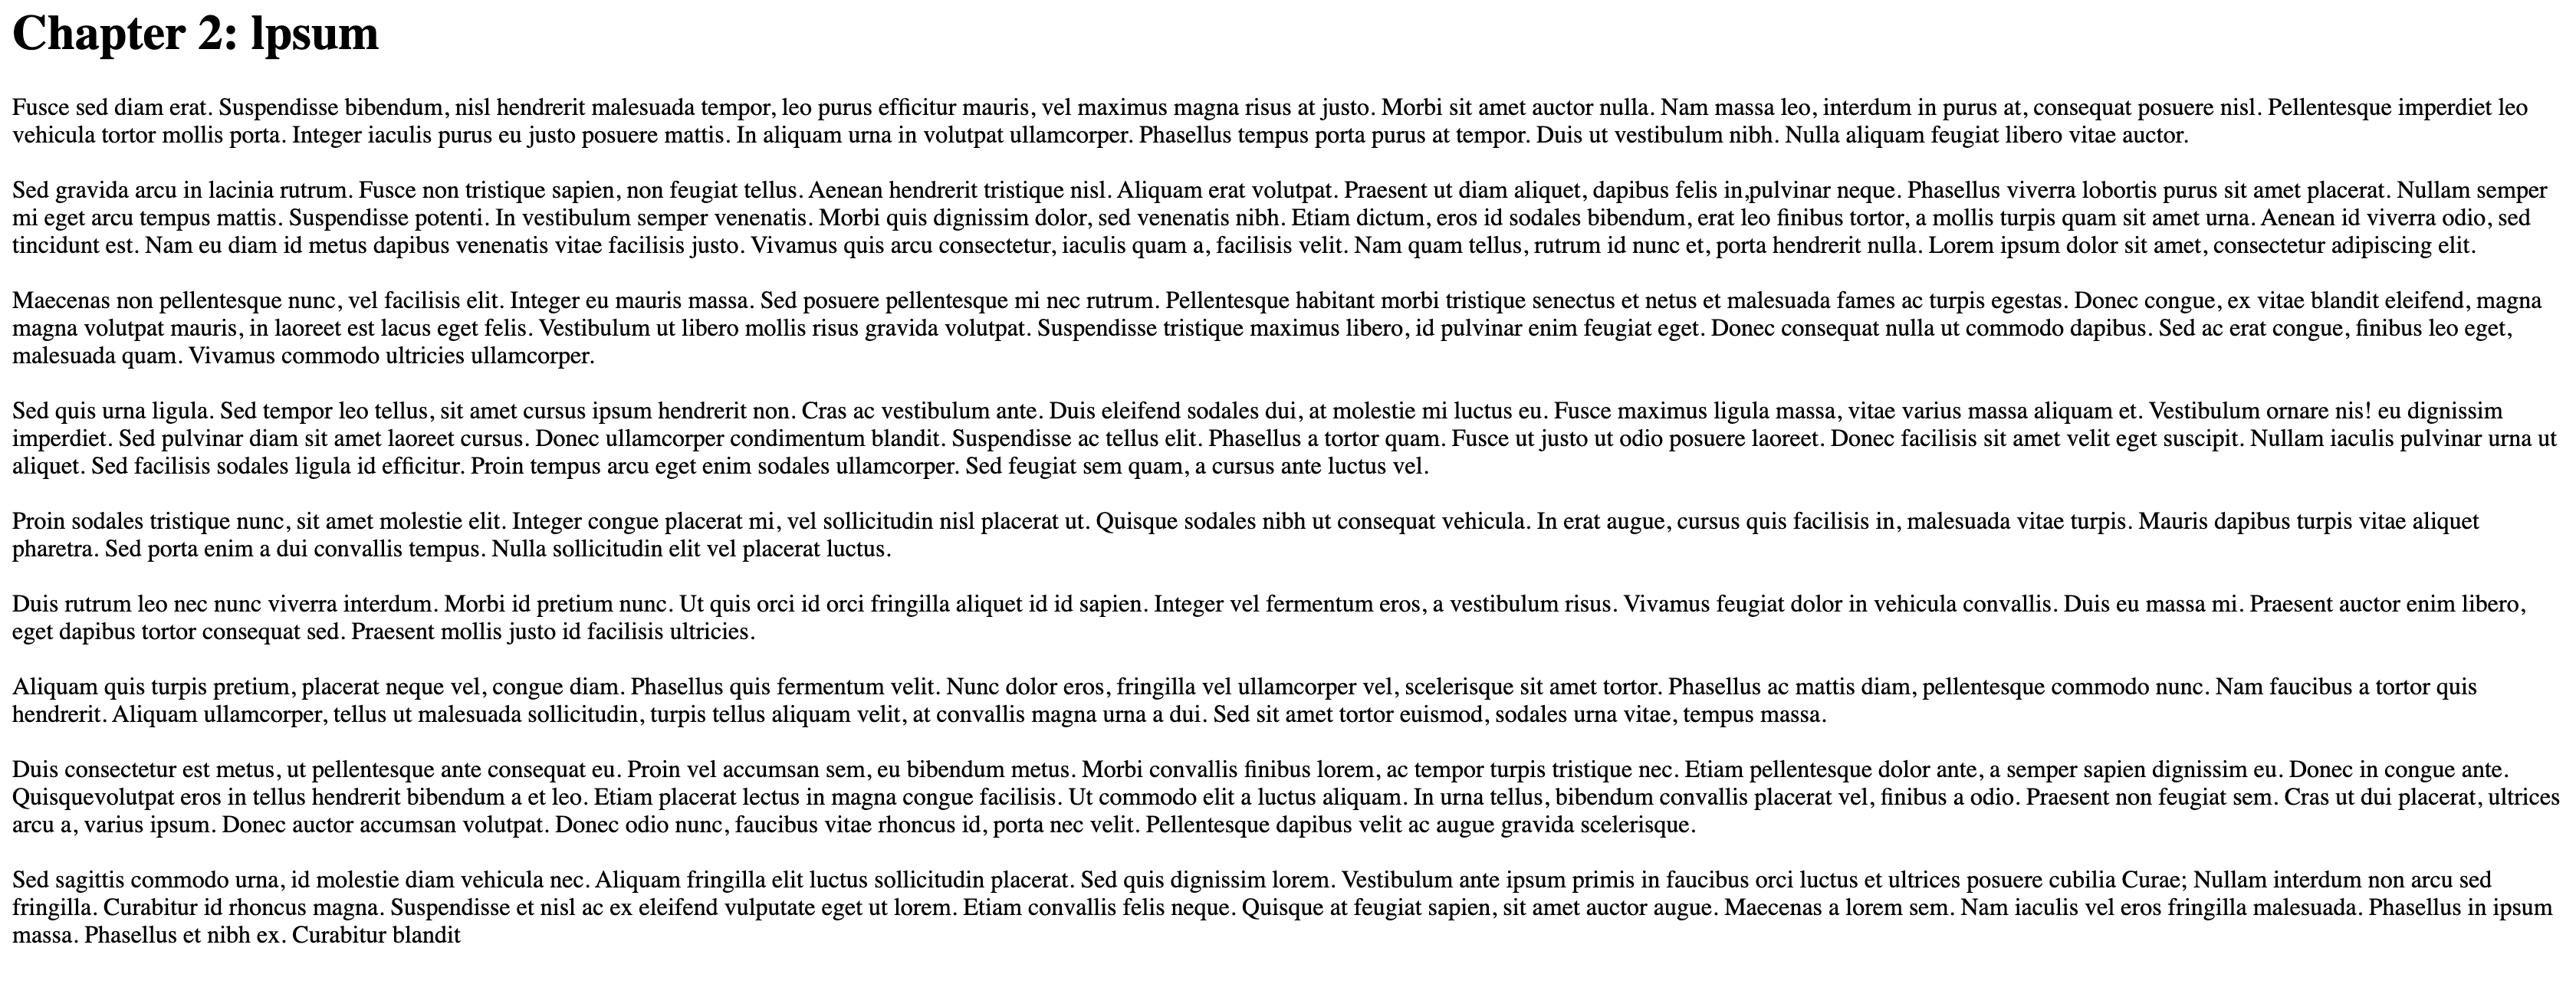 Chapter 2: lpsum
Fusce sed diam erat. Suspendisse bibendum, nisl hendrerit malesuada tempor, leo purus efficitur mauris, vel maximus magna risus at justo. Morbi sit amet auctor nulla. Nam massa leo, interdum in purus at, consequat posuere nisl. Pellentesque imperdiet leo
vehicula tortor mollis porta. Integer iaculis purus eu justo posuere mattis. In aliquam urna in volutpat ullamcorper. Phasellus tempus porta purus at tempor. Duis ut vestibulum nibh. Nulla aliquam feugiat libero vitae auctor.
Sed gravida arcu in lacinia rutrum. Fusce non tristique sapien, non feugiat tellus. Aenean hendrerit tristique nisl. Aliquam erat volutpat. Praesent ut diam aliquet, dapibus felis in,pulvinar neque. Phasellus viverra lobortis purus sit amet placerat. Nullam semper
mi eget arcu tempus mattis. Suspendisse potenti. In vestibulum semper venenatis. Morbi quis dignissim dolor, sed venenatis nibh. Etiam dictum, eros id sodales bibendum, erat leo finibus tortor, a mollis turpis quam sit amet urna. Aenean id viverra odio, sed
tincidunt est. Nam eu diam id metus dapibus venenatis vitae facilisis justo. Vivamus quis arcu consectetur, iaculis quam a, facilisis velit. Nam quam tellus, rutrum id nunc et, porta hendrerit nulla. Lorem ipsum dolor sit amet, consectetur adipiscing elit.
Maecenas non pellentesque nunc, vel facilisis elit. Integer eu mauris massa. Sed posuere pellentesque mi nec rutrum. Pellentesque habitant morbi tristique senectus et netus et malesuada fames ac turpis egestas. Donec congue, ex vitae blandit eleifend, magna
magna volutpat mauris, in laoreet est lacus eget felis. Vestibulum ut libero mollis risus gravida volutpat. Suspendisse tristique maximus libero, id pulvinar enim feugiat eget. Donec consequat nulla ut commodo dapibus. Sed ac erat congue, finibus leo eget,
malesuada quam. Vivamus commodo ultricies ullamcorper.
Sed quis urna ligula. Sed tempor leo tellus, sit amet cursus ipsum hendrerit non. Cras ac vestibulum ante. Duis eleifend sodales dui, at molestie mi luctus eu. Fusce maximus ligula massa, vitae varius massa aliquam et. Vestibulum ornare nis! eu dignissim
imperdiet. Sed pulvinar diam sit amet laoreet cursus. Donec ullamcorper condimentum blandit. Suspendisse ac tellus elit. Phasellus a tortor quam. Fusce ut justo ut odio posuere laoreet. Donec facilisis sit amet velit eget suscipit. Nullam iaculis pulvinar urna ut
aliquet. Sed facilisis sodales ligula id efficitur. Proin tempus arcu eget enim sodales ullamcorper. Sed feugiat sem quam, a cursus ante luctus vel.
Proin sodales tristique nunc, sit amet molestie elit. Integer congue placerat mi, vel sollicitudin nisl placerat ut. Quisque sodales nibh ut consequat vehicula. In erat augue, cursus quis facilisis in, malesuada vitae turpis. Mauris dapibus turpis vitae aliquet
pharetra. Sed porta enim a dui convallis tempus. Nulla sollicitudin elit vel placerat luctus.
Duis rutrum leo nec nunc viverra interdum. Morbi id pretium nunc. Ut quis orci id orci fringilla aliquet id id sapien. Integer vel fermentum eros, a vestibulum risus. Vivamus feugiat dolor in vehicula convallis. Duis eu massa mi. Praesent auctor enim libero,
eget dapibus tortor consequat sed. Praesent mollis justo id facilisis ultricies.
Aliquam quis turpis pretium, placerat neque vel, congue diam. Phasellus quis fermentum velit. Nunc dolor eros, fringilla vel ullamcorper vel, scelerisque sit amet tortor. Phasellus ac mattis diam, pellentesque commodo nunc. Nam faucibus a tortor quis
hendrerit. Aliquam ullamcorper, tellus ut malesuada sollicitudin, turpis tellus aliquam velit, at convallis magna urna a dui. Sed sit amet tortor euismod, sodales urna vitae, tempus massa.
Duis consectetur est metus, ut pellentesque ante consequat eu. Proin vel accumsan sem, eu bibendum metus. Morbi convallis finibus lorem, ac tempor turpis tristique nec. Etiam pellentesque dolor ante, a semper sapien dignissim eu. Donec in congue ante.
Quisquevolutpat eros in tellus hendrerit bibendum a et leo. Etiam placerat lectus in magna congue facilisis. Ut commodo elit a luctus aliquam. In urna tellus, bibendum convallis placerat vel, finibus a odio. Praesent non feugiat sem. Cras ut dui placerat, ultrices
arcu a, varius ipsum. Donec auctor accumsan volutpat. Donec odio nunc, faucibus vitae rhoncus id, porta nec velit. Pellentesque dapibus velit ac augue gravida scelerisque.
Sed sagittis commodo urna, id molestie diam vehicula nec. Aliquam fringilla elit luctus sollicitudin placerat. Sed quis dignissim lorem. Vestibulum ante ipsum primis in faucibus orci luctus et ultrices posuere cubilia Curae; Nullam interdum non arcu sed
fringilla. Curabitur id rhoncus magna. Suspendisse et nisl ac ex eleifend vulputate eget ut lorem. Etiam convallis felis neque. Quisque at feugiat sapien, sit amet auctor augue. Maecenas a lorem sem. Nam iaculis vel eros fringilla malesuada. Phasellus in ipsum
massa. Phasellus et nibh ex. Curabitur blandit